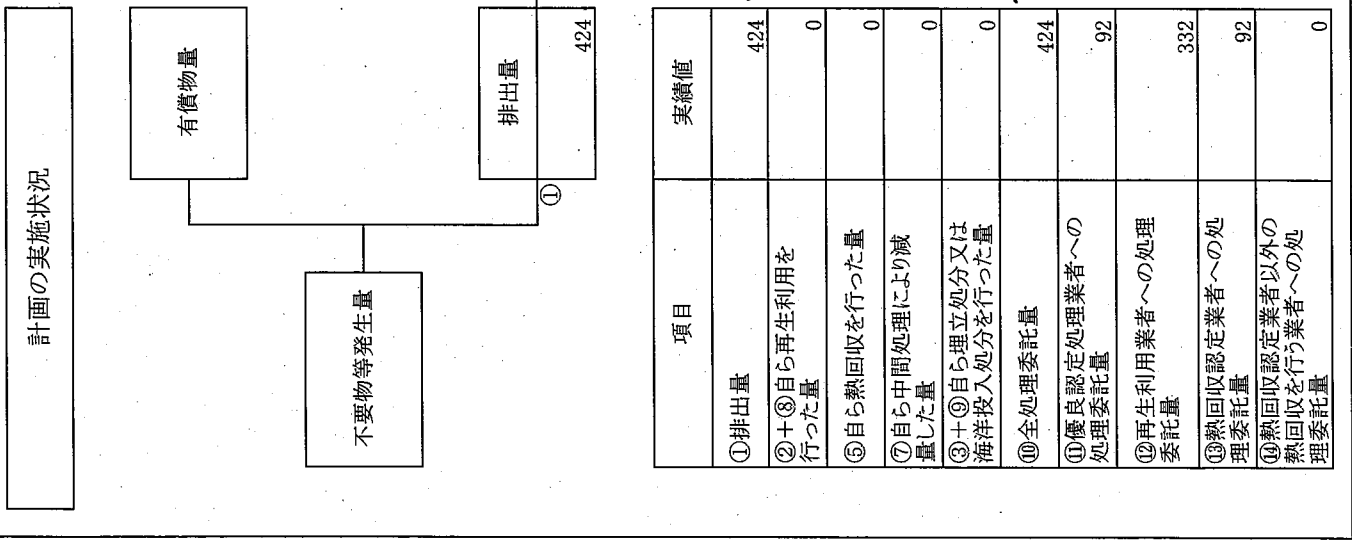 計画の実施状況
有償物量
不要物等発生量
排出量
①
424
項目
実績値
①排出量
424
②+⑧自ら再生利用を
行った量
0
⑤自ら熱回収を行った量
0
⑦自ら中間処理により減
量した量
0
③+⑨自ら埋立処分又は
海洋投入処分を行った量
0
⑩全処理委託量
424
⑪優良認定処理業者への
処理委託量
92
⑫再生利用業者への処理
委託量
332
⑬熱回収認定業者への処
理委託量
92
⑭熱回収認定業者以外の
熱回収を行う業者への処
理委託量
0